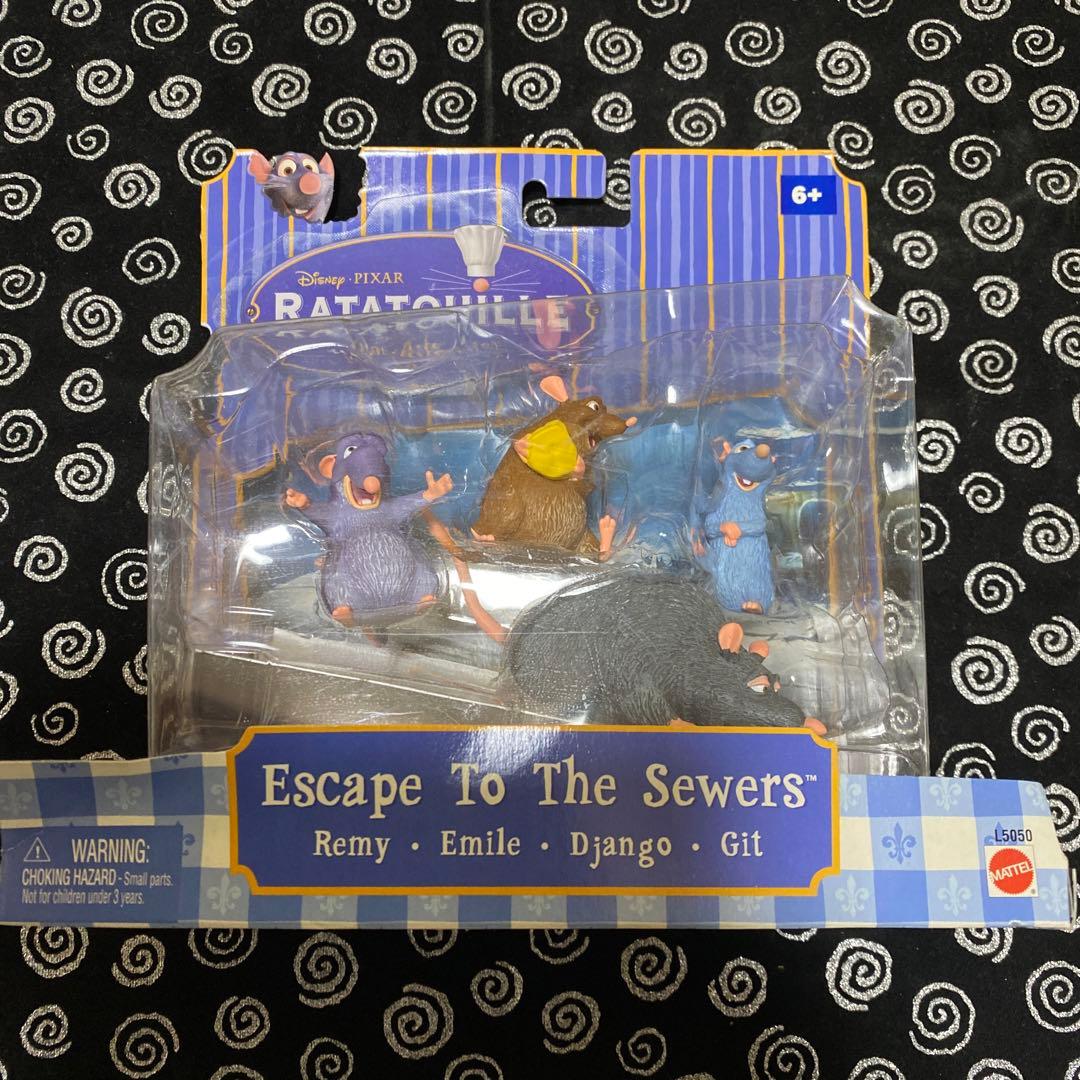 6+
Disney · PIXAR
RATATOUILLE
Escape To The Sewers™
Remy · Emile · Django · Git
WARNING:
CHOKING HAZARD - Small parts.
Not for children under 3 years.
L5050
MATTEL